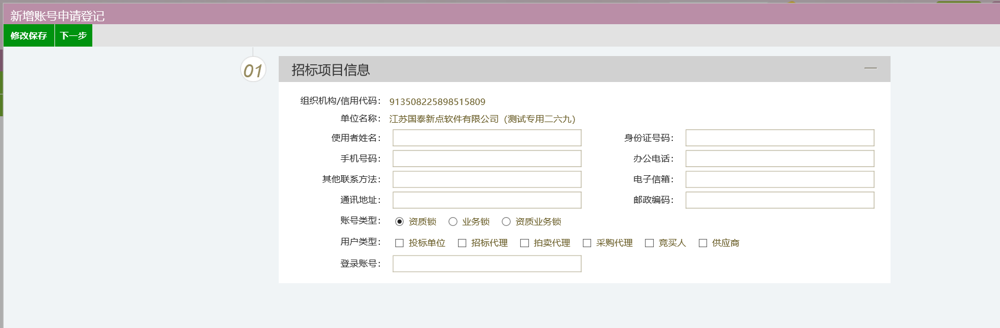 新增账号申请登记
修改保存 下一步
01 招标项目信息
组织机构/信用代码： 913508225898515809
单位名称： 江苏国泰新点软件有限公司（测试专用二六九）
使用者姓名： 身份证号码：
手机号码： 办公电话：
其他联系方法： 电子信箱：
通讯地址： 邮政编码：
账号类型： 资质锁 业务锁 资质业务锁
用户类型： 投标单位 招标代理 拍卖代理 采购代理 竞买人 供应商
登录账号：